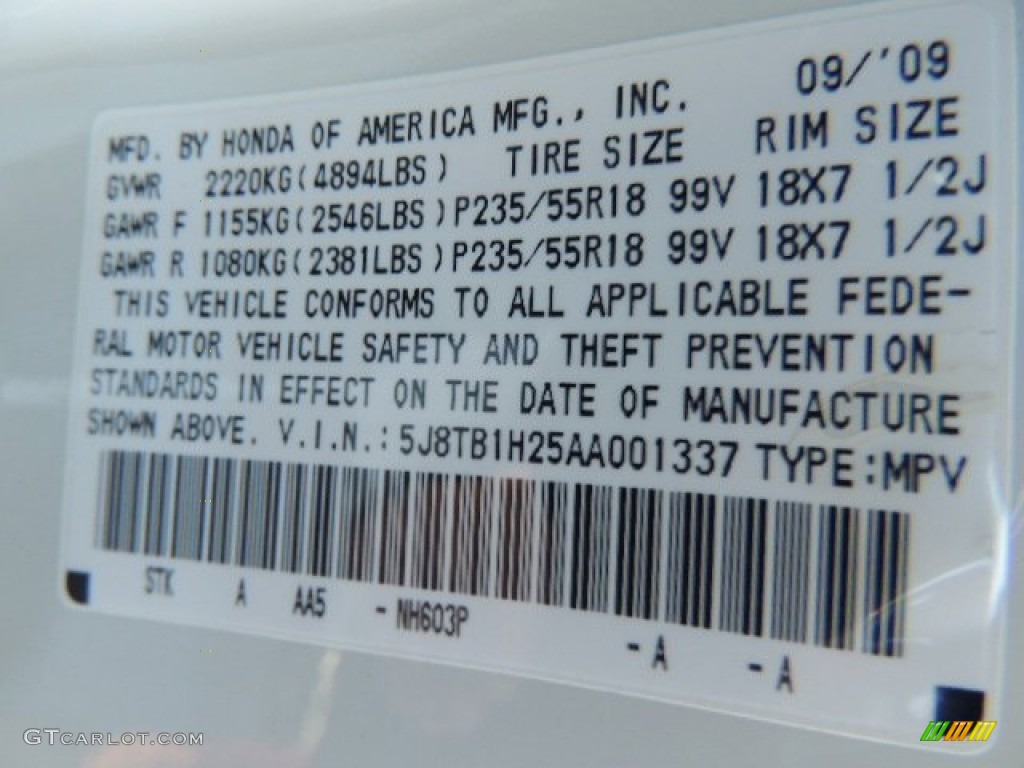 09/'09
MFD. BY HONDA OF AMERICA MFG., INC.
GVWR 2220KG(4894LBS) TIRE SIZE RIM SIZE
GAWR F 1155KG(2546LBS)P235/55R18 99V 18X7 1/2J
GAWR R 1080KG(2381LBS)P235/55R18 99V 18X7 1/2J
THIS VEHICLE CONFORMS TO ALL APPLICABLE FEDE-
RAL MOTOR VEHICLE SAFETY AND THEFT PREVENTION
STANDARDS IN EFFECT ON THE DATE OF MANUFACTURE
SHOWN ABOVE. V.I.N.: 5J8TB1H25AA001337 TYPE:MPV
STK A AA5 -NH603P -A -A
GTCARLOT.COM